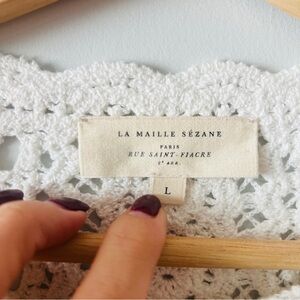 LA MAILLE SÉZANE
PARIS
RUE SAINT-FIACRE
2ᵉ ARR.
L